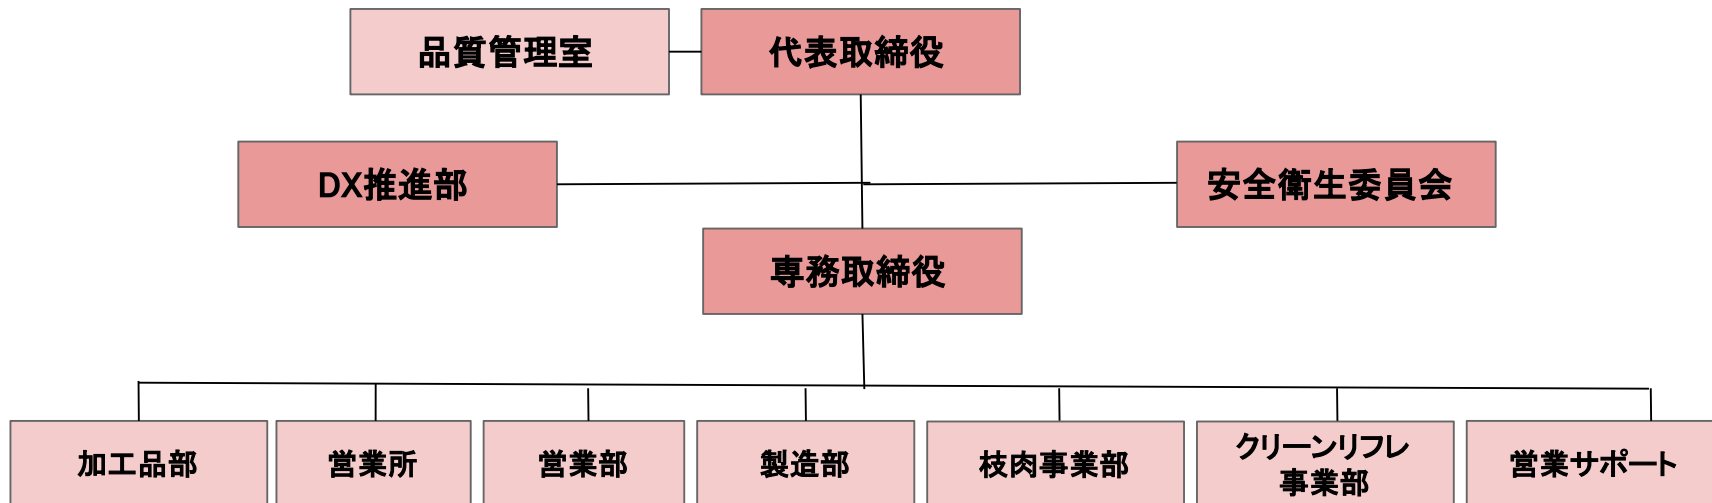 品質管理室
代表取締役
DX推進部
安全衛生委員会
専務取締役
加工品部
営業所
営業部
製造部
枝肉事業部
クリーンリフレ
事業部
営業サポート